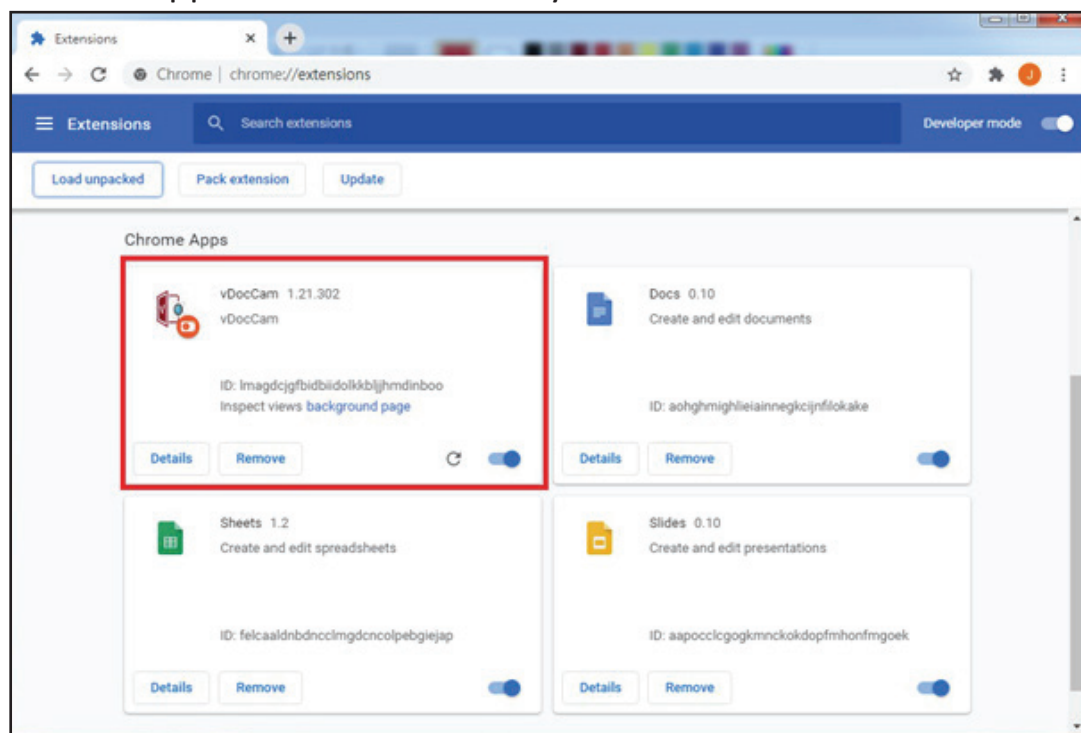 Extensions
Chrome | chrome://extensions
J
Extensions
Search extensions
Developer mode
Load unpacked
Pack extension
Update
Chrome Apps
vDocCam 1.21.302
vDocCam
ID: lmagdcjgfbidbiidolkkbljjhmdinboo
Inspect views background page
Details
Remove
Docs 0.10
Create and edit documents
ID: aohghmighlieiainnegkcijnfilokake
Details
Remove
Sheets 1.2
Create and edit spreadsheets
ID: felcaaldnbdncclmgdcncolpebgiejap
Details
Remove
Slides 0.10
Create and edit presentations
ID: aapocclcgogkmnckokdopfmhonfmgoek
Details
Remove